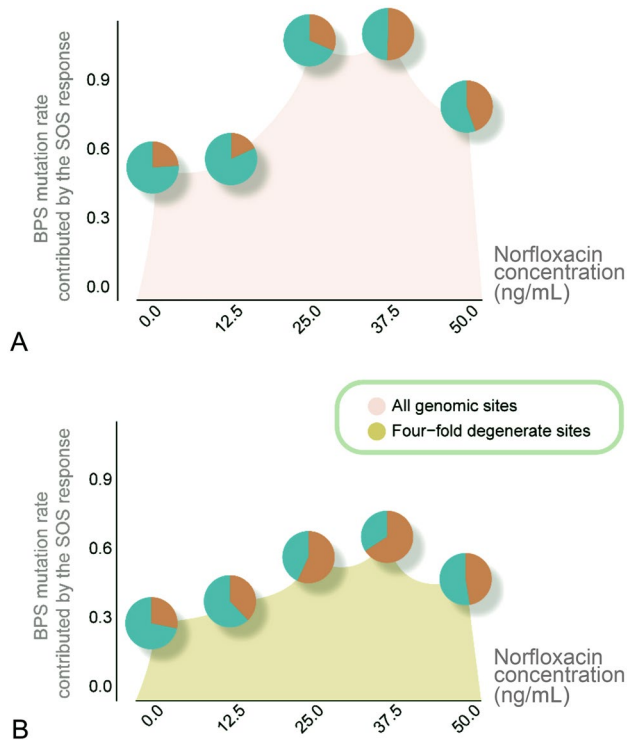 BPS mutation rate
contributed by the SOS response
0.9
0.6
0.3
0.0
0.0
12.5
25.0
37.5
50.0
Norfloxacin
concentration
(ng/mL)
A
All genomic sites
Four-fold degenerate sites
BPS mutation rate
contributed by the SOS response
0.9
0.6
0.3
0.0
0.0
12.5
25.0
37.5
50.0
Norfloxacin
concentration
(ng/mL)
B